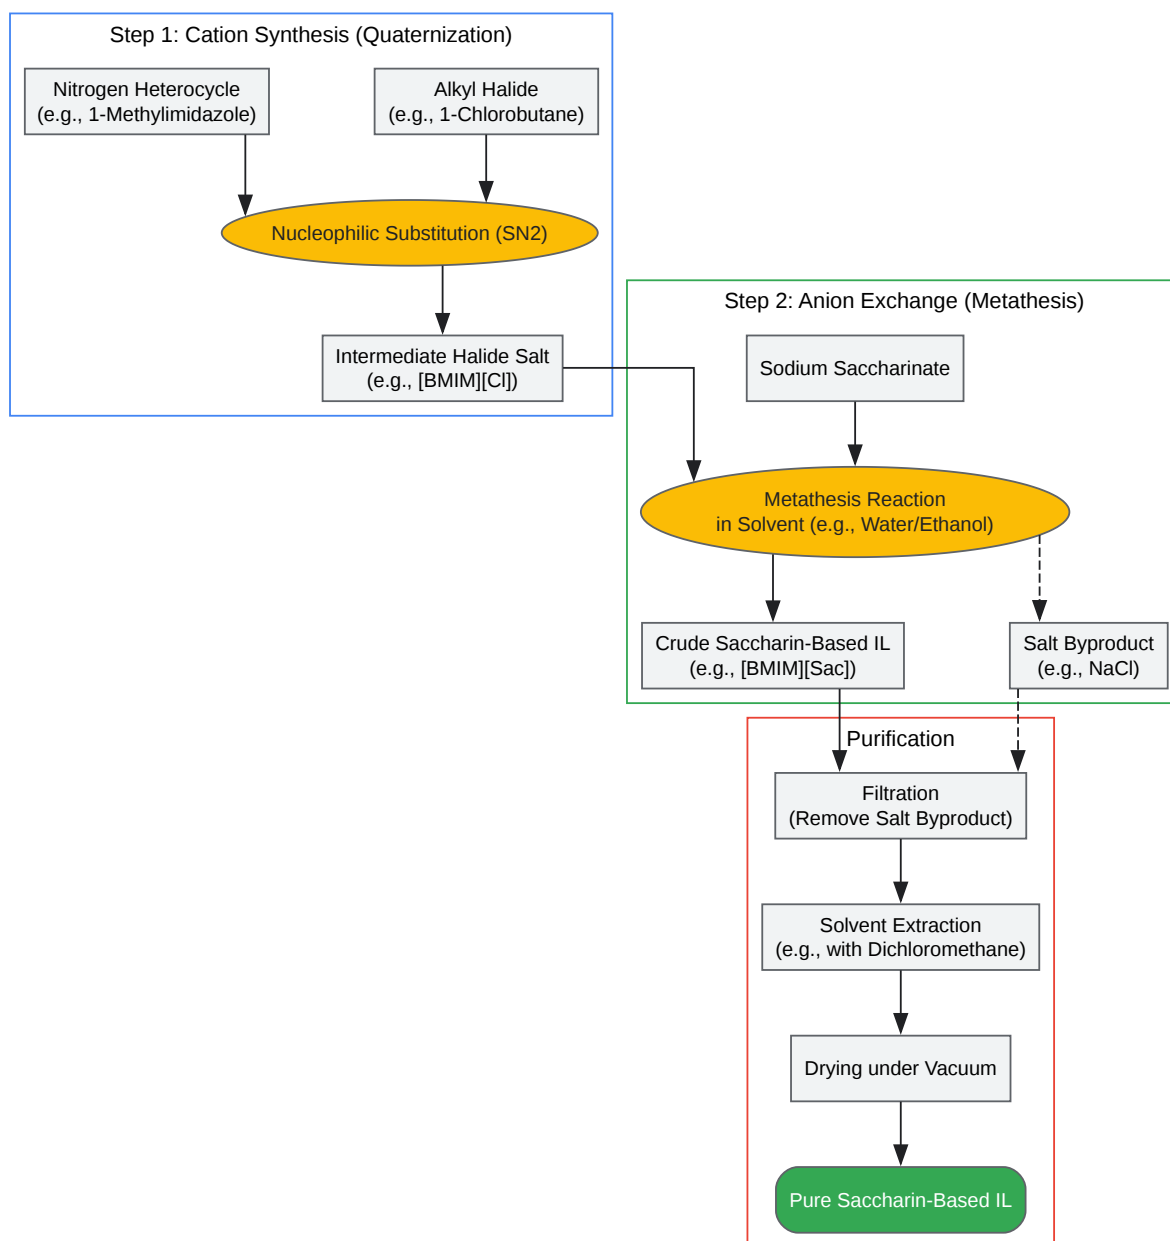 Step 1: Cation Synthesis (Quaternization)
Nitrogen Heterocycle
(e.g., 1-Methylimidazole)
Alkyl Halide
(e.g., 1-Chlorobutane)
Nucleophilic Substitution (SN2)
Intermediate Halide Salt
(e.g., [BMIM][Cl])
Step 2: Anion Exchange (Metathesis)
Sodium Saccharinate
Metathesis Reaction
in Solvent (e.g., Water/Ethanol)
Crude Saccharin-Based IL
(e.g., [BMIM][Sac])
Salt Byproduct
(e.g., NaCl)
Purification
Filtration
(Remove Salt Byproduct)
Solvent Extraction
(e.g., with Dichloromethane)
Drying under Vacuum
Pure Saccharin-Based IL